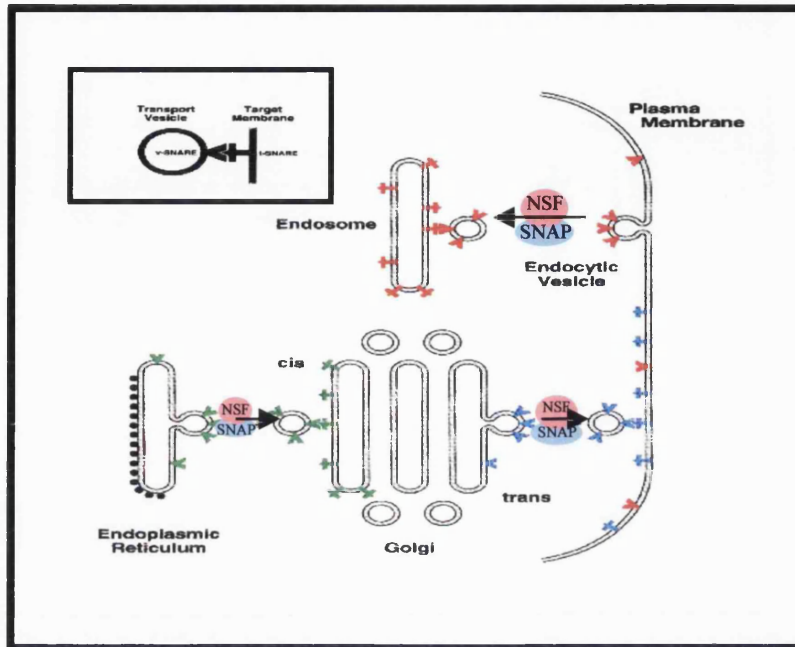 Transport
Vesicle
Target
Membrane
v-SNARE
t-SNARE
Plasma
Membrane
Endosome
NSF
SNAP
Endocytic
Vesicle
cis
NSF
SNAP
NSF
SNAP
trans
Endoplasmic
Reticulum
Golgi